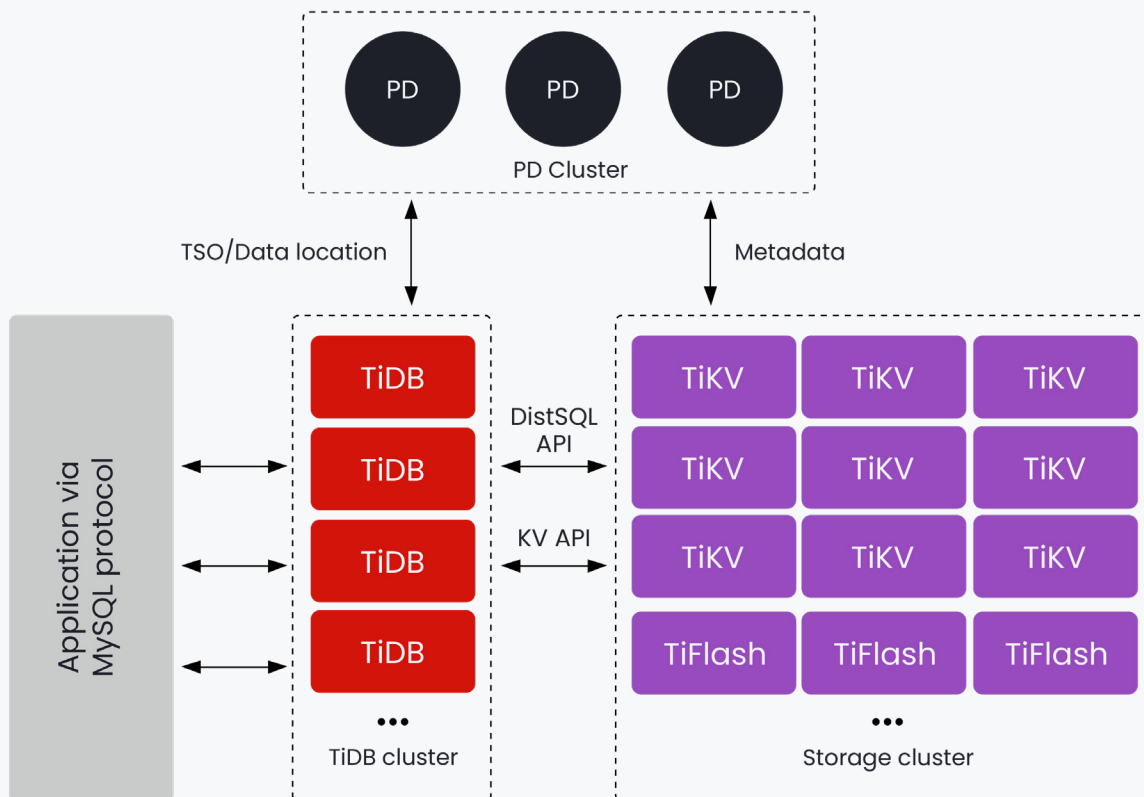 PD PD PD
PD Cluster
TSO/Data location
Metadata
Application via
MySQL protocol
TiDB
TiDB
TiDB
TiDB
•••
TiDB cluster
DistSQL
API
KV API
TiKV TiKV TiKV
TiKV TiKV TiKV
TiKV TiKV TiKV
TiFlash TiFlash TiFlash
•••
Storage cluster